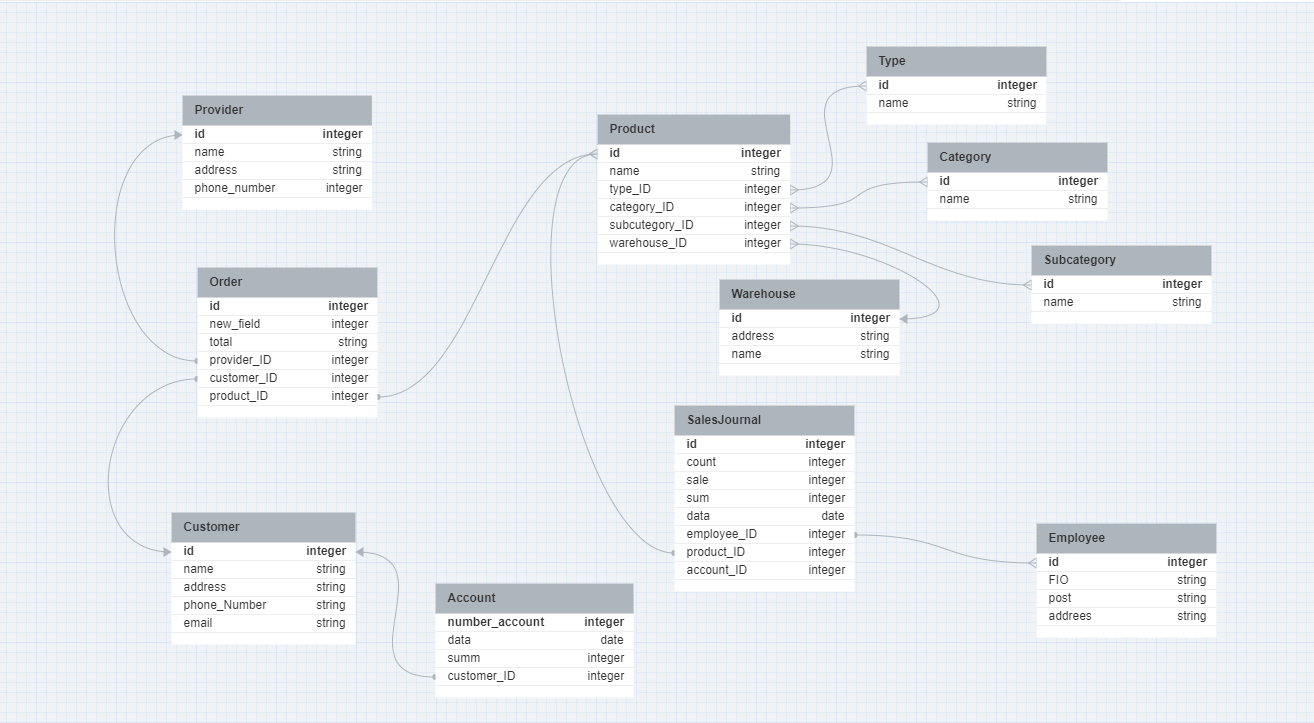 Type
id integer
name string
Provider
id integer
name string
address string
phone_number integer
Product
id integer
name string
type_ID integer
category_ID integer
subcutegory_ID integer
warehouse_ID integer
Category
id integer
name string
Subcategory
id integer
name string
Order
id integer
new_field integer
total string
provider_ID integer
customer_ID integer
product_ID integer
Warehouse
id integer
address string
name string
SalesJournal
id integer
count integer
sale integer
sum integer
data date
employee_ID integer
product_ID integer
account_ID integer
Customer
id integer
name string
address string
phone_Number string
email string
Employee
id integer
FIO string
post string
addrees string
Account
number_account integer
data date
summ integer
customer_ID integer